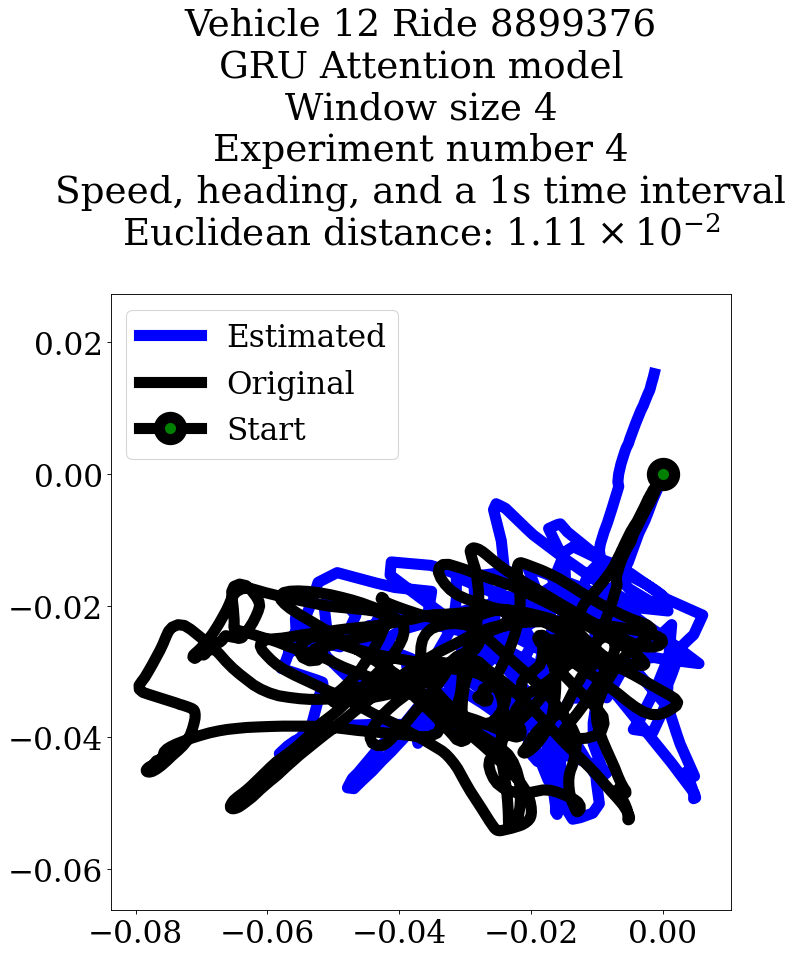 Vehicle 12 Ride 8899376
GRU Attention model
Window size 4
Experiment number 4
Speed, heading, and a 1s time interval
Euclidean distance: 1.11 × 10⁻²
Estimated
Original
Start
0.02
0.00
−0.02
−0.04
−0.06
−0.08 −0.06 −0.04 −0.02 0.00